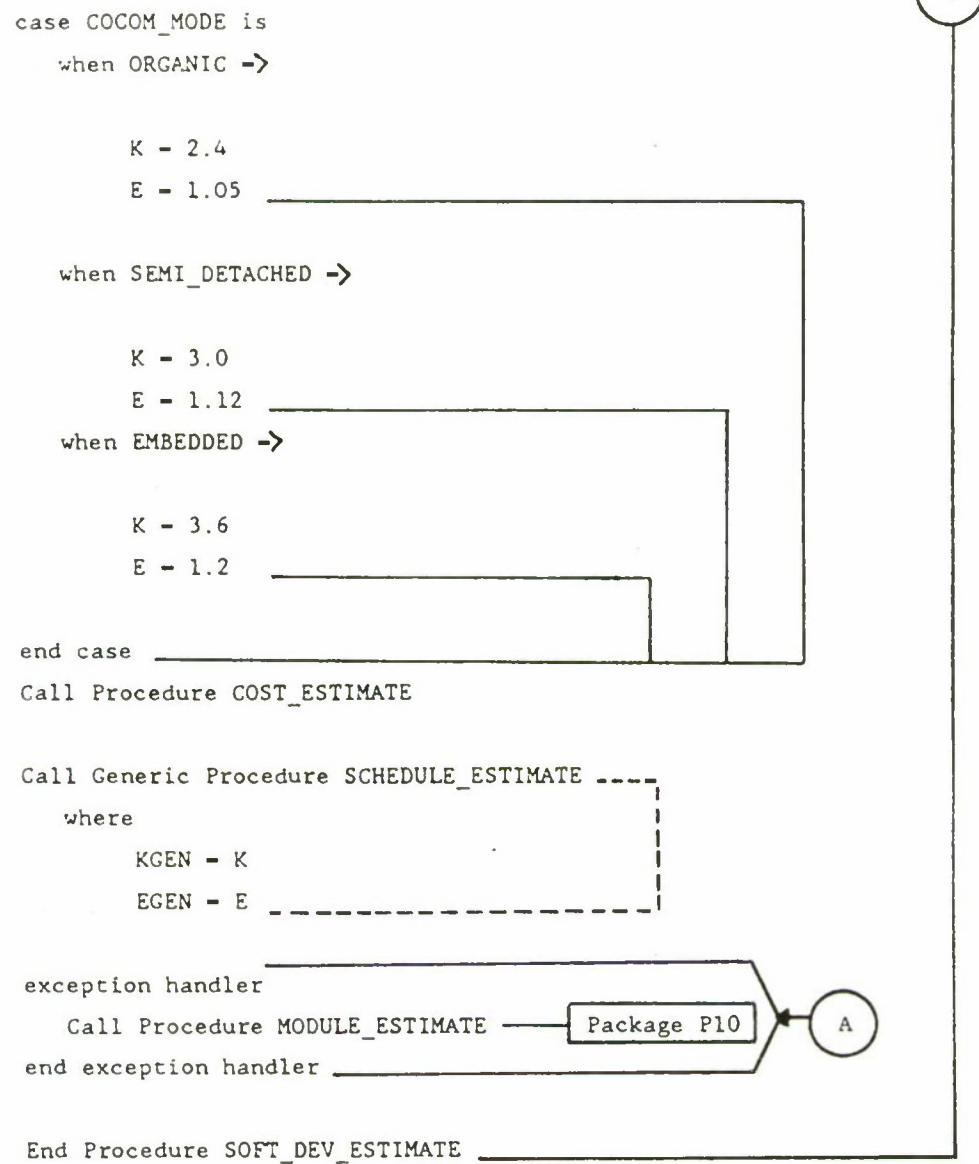 case COCOM_MODE is
when ORGANIC ->
K = 2.4
E = 1.05
when SEMI_DETACHED ->
K = 3.0
E = 1.12
when EMBEDDED ->
K = 3.6
E = 1.2
end case
Call Procedure COST_ESTIMATE
Call Generic Procedure SCHEDULE_ESTIMATE
where
KGEN = K
EGEN = E
exception handler
Call Procedure MODULE_ESTIMATE Package P10 A
end exception handler
End Procedure SOFT_DEV_ESTIMATE